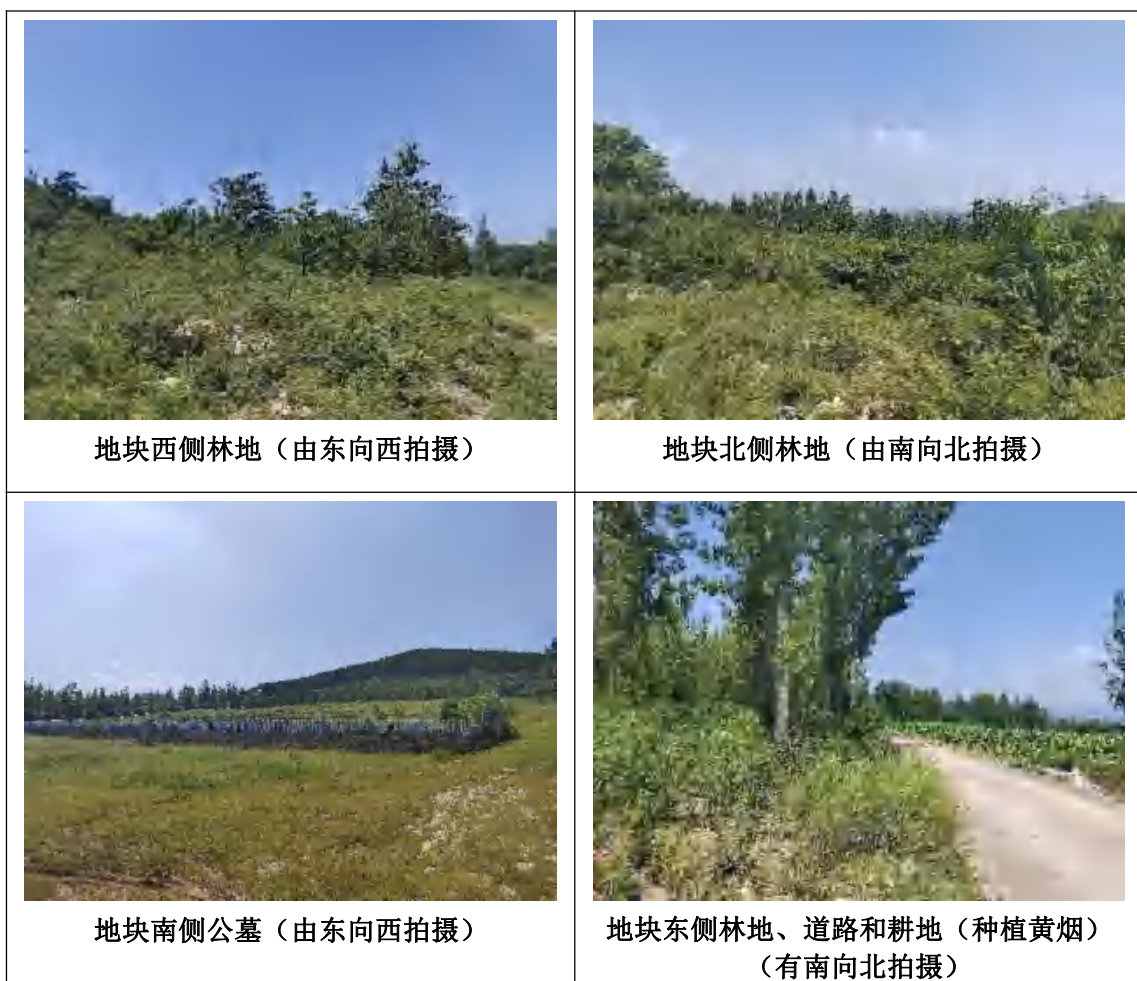 地块西侧林地（由东向西拍摄）
地块北侧林地（由南向北拍摄）
地块南侧公墓（由东向西拍摄）
地块东侧林地、道路和耕地（种植黄烟）
（有南向北拍摄）